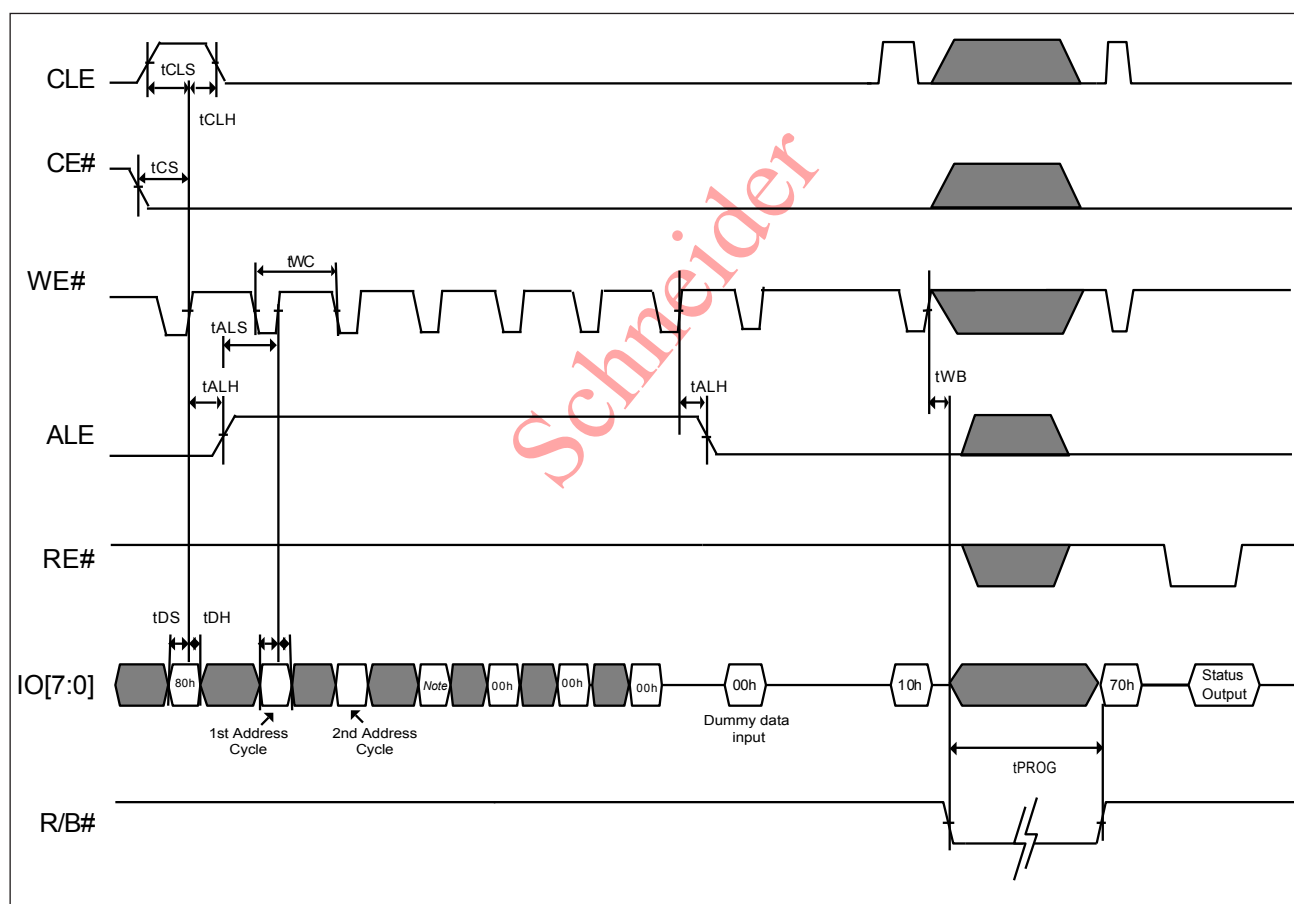 CLE
tCLS
tCLH
CE#
tCS
WE#
tWC
tALS
tALH
tALH
tWB
ALE
RE#
tDS
tDH
IO[7:0]
80h
Note
00h
00h
00h
00h
10h
70h
Status
Output
1st Address
Cycle
2nd Address
Cycle
Dummy data
input
tPROG
R/B#
Schneider